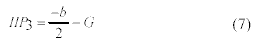 HP₃ = -b/2 - G (7)